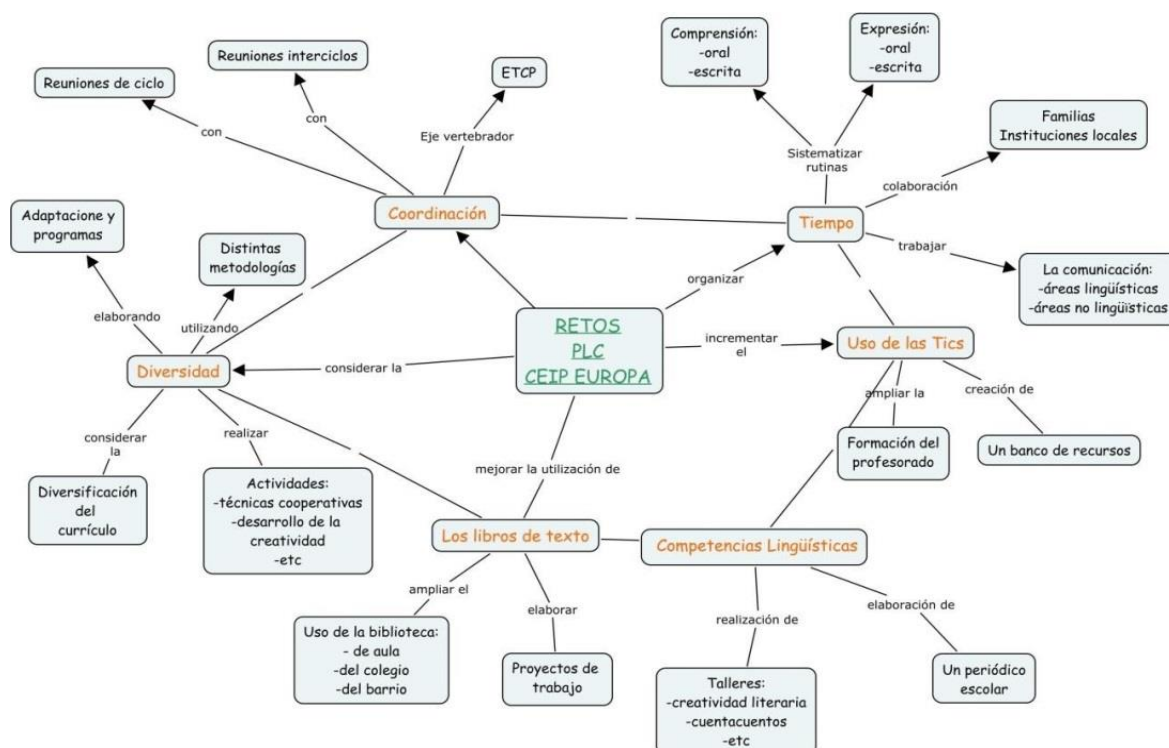 Comprensión:
-oral
-escrita
Expresión:
-oral
-escrita
Reuniones interciclos
Reuniones de ciclo
ETCP
Familias
Instituciones locales
con
con
Eje vertebrador
Sistematizar
rutinas
colaboración
Adaptacione y
programas
Coordinación
Tiempo
Distintas
metodologías
trabajar
La comunicación:
-áreas lingüísticas
-áreas no lingüïsticas
organizar
elaborando
utilizando
RETOS
PLC
CEIP EUROPA
incrementar
el
Uso de las Tics
Diversidad
considerar la
ampliar la
creación de
considerar
la
realizar
Formación del
profesorado
Un banco de recursos
mejorar la utilización de
Diversificación
del
currículo
Actividades:
-técnicas cooperativas
-desarrollo de la
creatividad
-etc
Los libros de texto
Competencias Lingüísticas
ampliar el
elaborar
realización de
elaboración de
Uso de la biblioteca:
- de aula
-del colegio
-del barrio
Proyectos de
trabajo
Talleres:
-creatividad literaria
-cuentacuentos
-etc
Un periódico
escolar